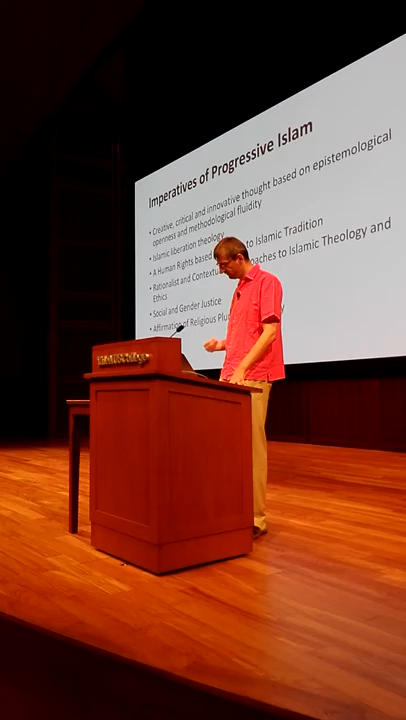 Imperatives of Progressive Islam
• Creative, critical and innovative thought based on epistemological
openness and methodological fluidity
• Islamic liberation theology
• A Human Rights based to Islamic Tradition
• Rationalist and Contextu aches to Islamic Theology and
Ethics
• Social and Gender Justice
• Affirmation of Religious Plu y
College